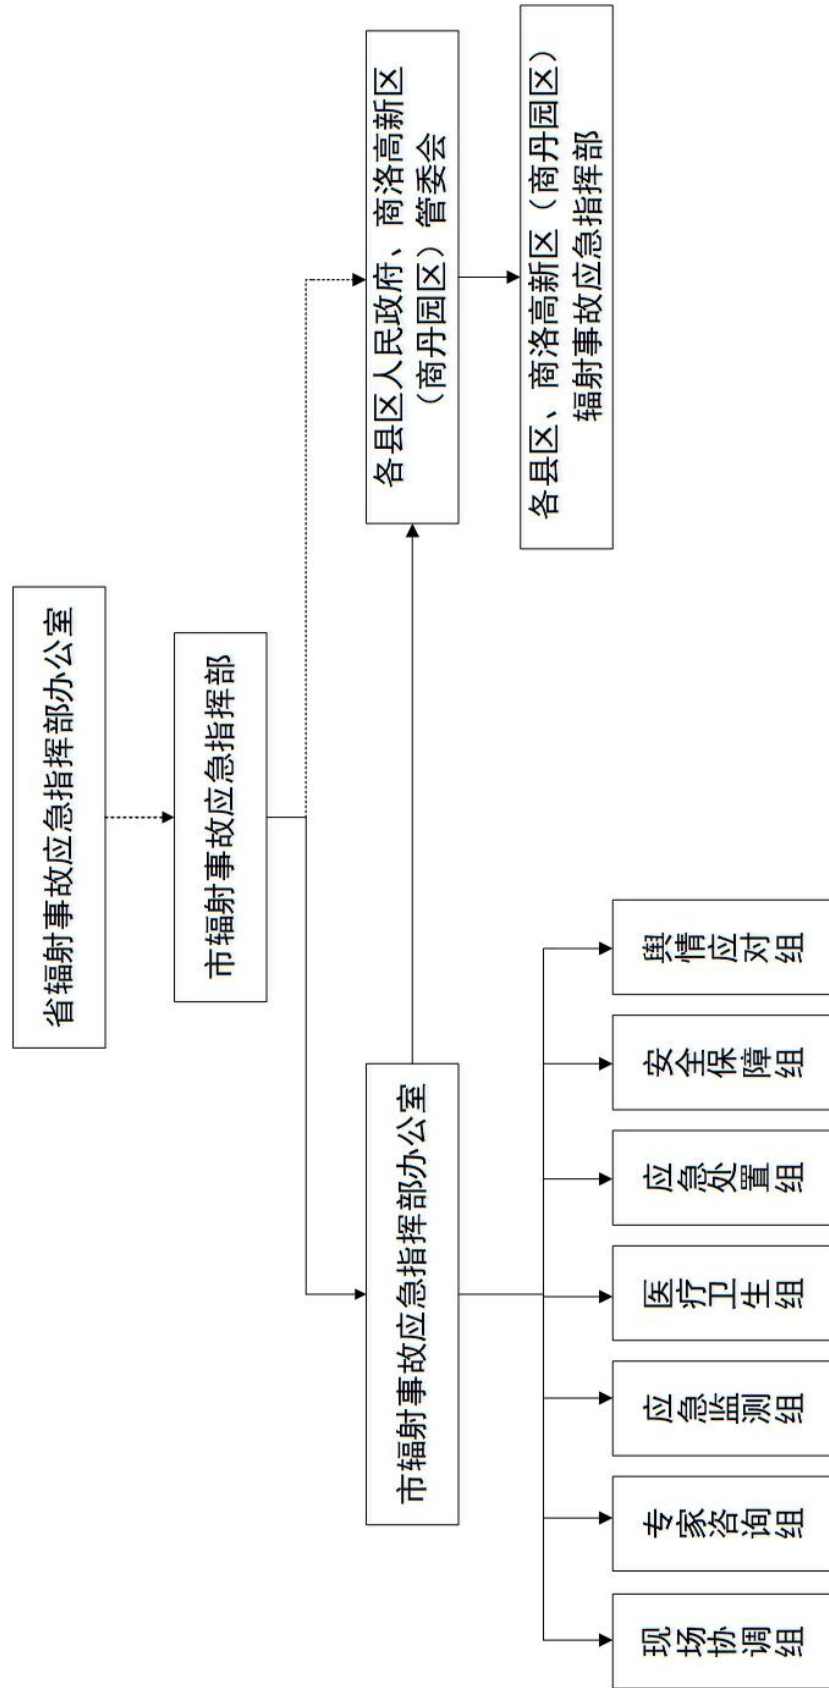 省辐射事故应急指挥部办公室
市辐射事故应急指挥部
市辐射事故应急指挥部办公室
各县区人民政府、商洛高新区
（商丹园区）管委会
各县区、商洛高新区（商丹园区）
辐射事故应急指挥部
现场协调组
专家咨询组
应急监测组
医疗卫生组
应急处置组
安全保障组
舆情应对组